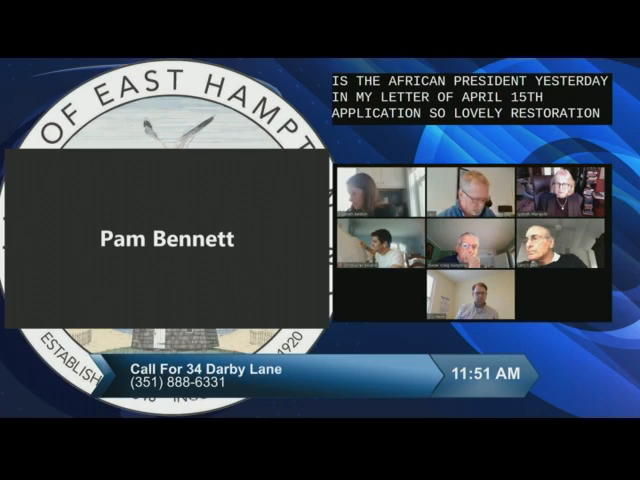 OF EAST HAMPT
IS THE AFRICAN PRESIDENT YESTERDAY
IN MY LETTER OF APRIL 15TH
APPLICATION SO LOVELY RESTORATION
Pam Bennett
ESTABLISH
1920
Call For 34 Darby Lane
(351) 888-6331
11:51 AM